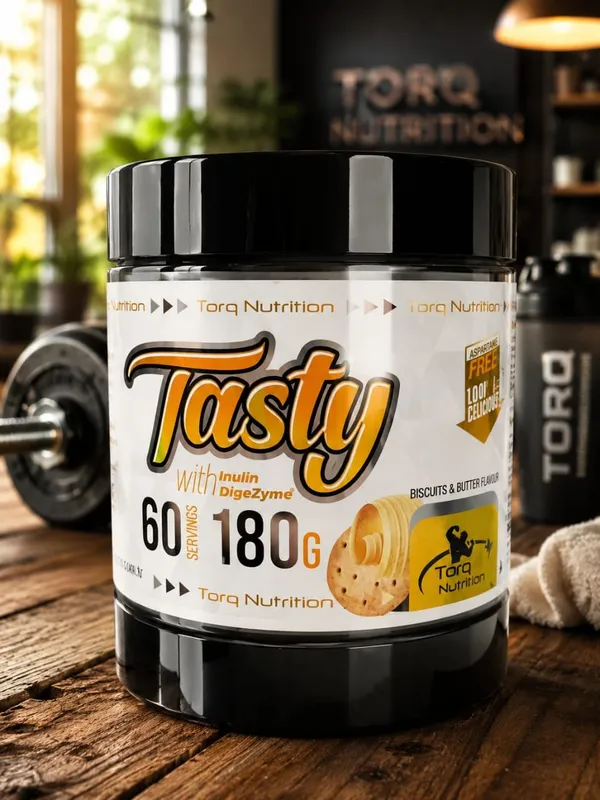 TORQ
NUTRITION
Nutrition Torq Nutrition Torq Nutrition
Tasty
ASPARTAME
FREE
with Inulin
DigeZyme®
60 SERVINGS 180G
BISCUITS & BUTTER FLAVOUR
Torq
Nutrition
Torq Nutrition
TORQ